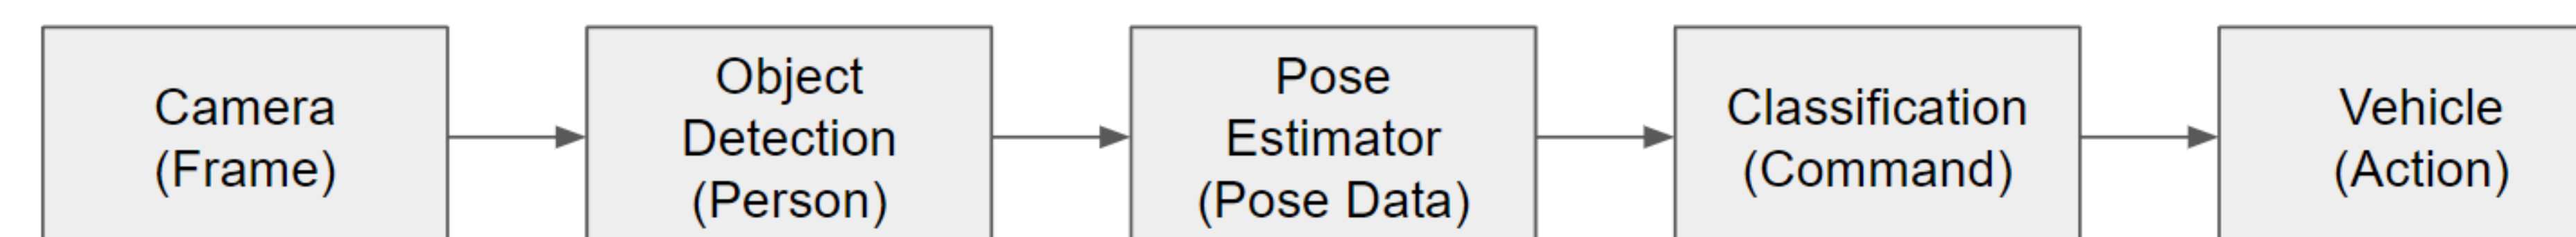 Camera
(Frame)
Object
Detection
(Person)
Pose
Estimator
(Pose Data)
Classification
(Command)
Vehicle
(Action)